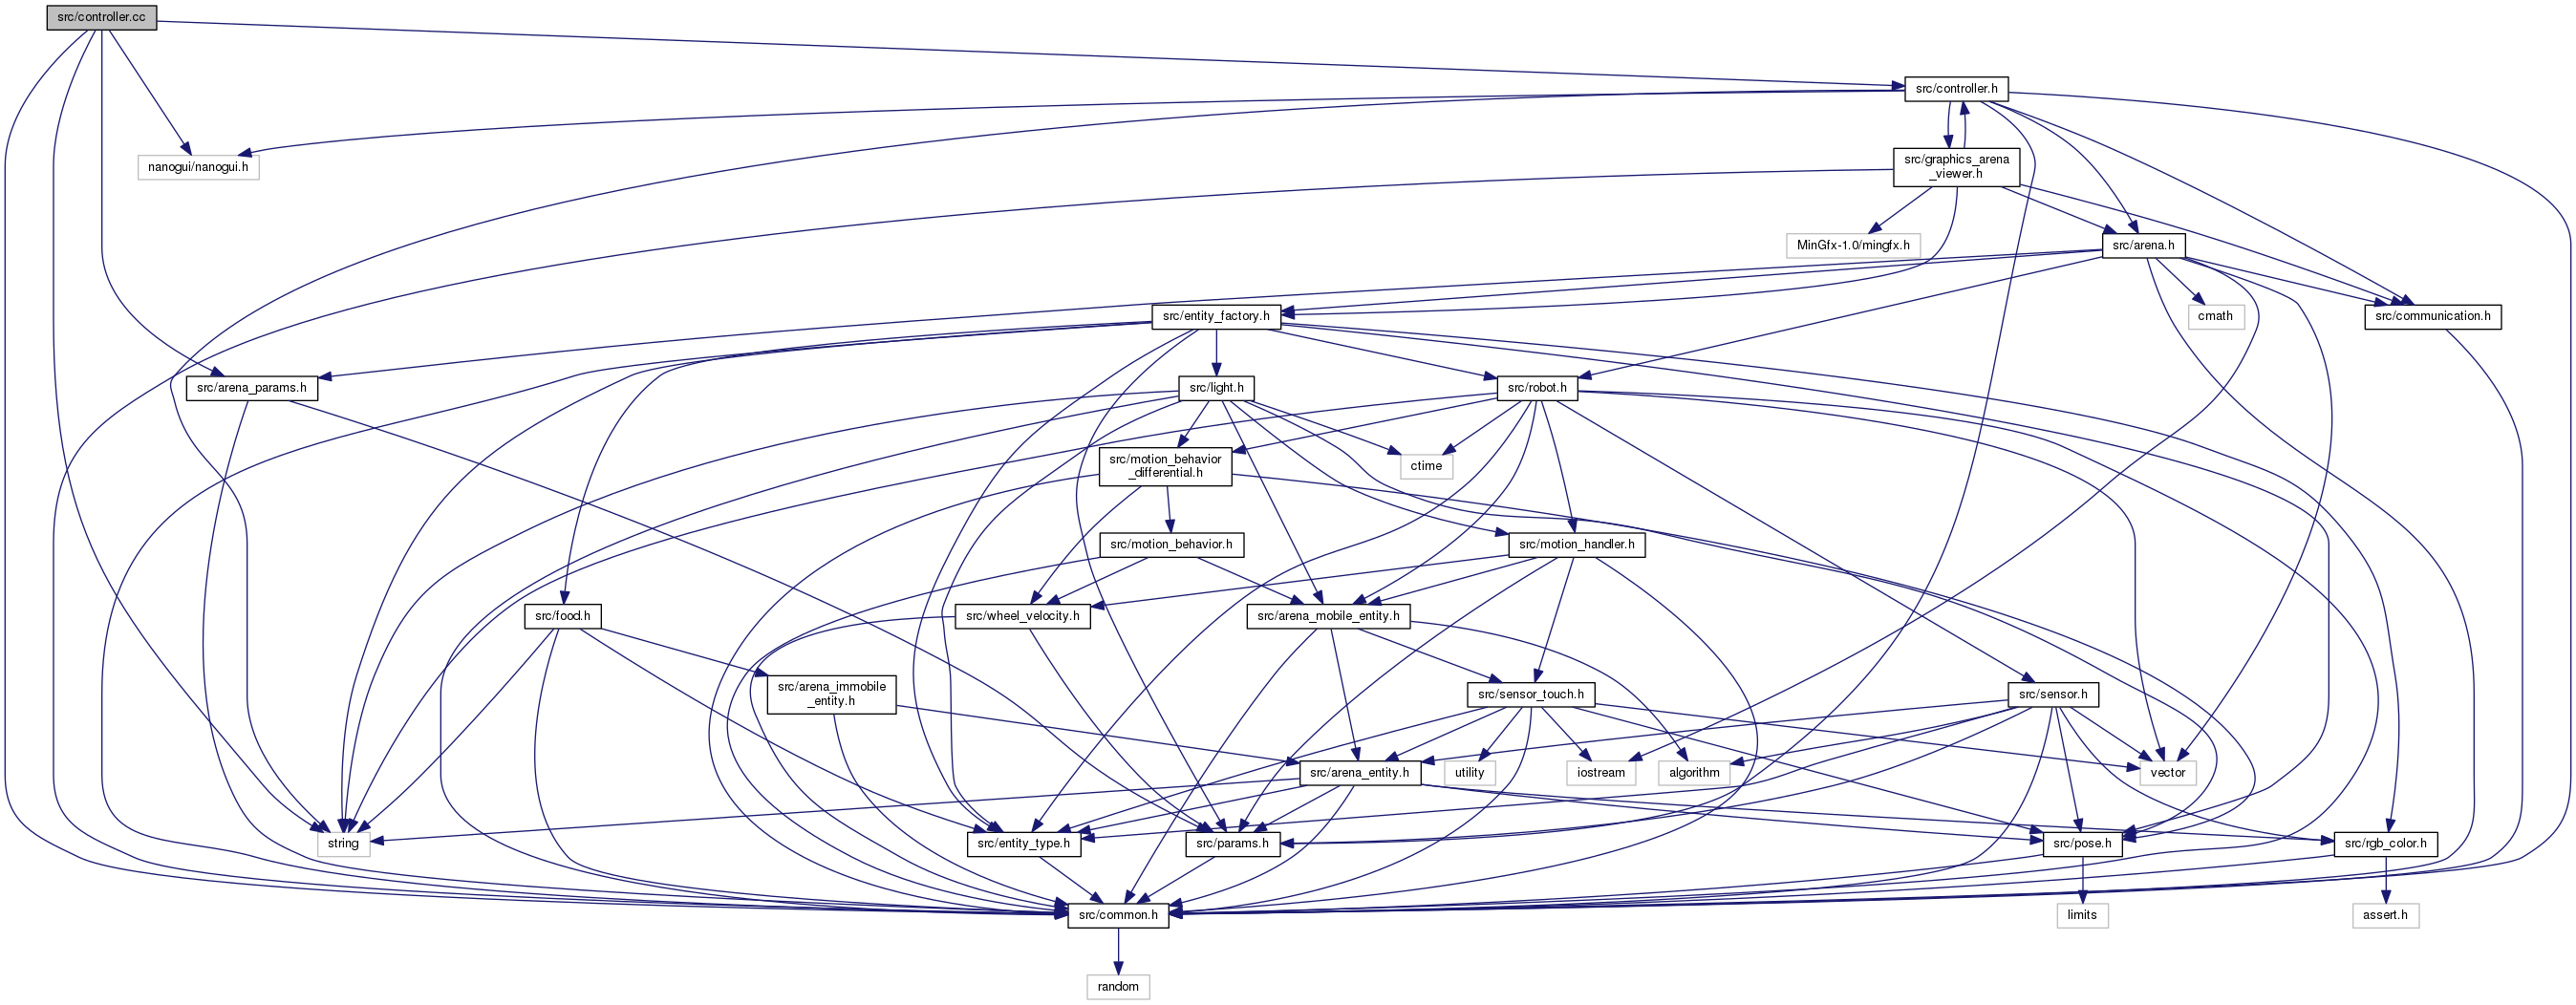 src/controller.cc
src/controller.h
src/graphics_arena
_viewer.h
nanogui/nanogui.h
MinGfx-1.0/mingfx.h
src/arena.h
src/entity_factory.h
cmath
src/communication.h
src/arena_params.h
src/light.h
src/robot.h
src/motion_behavior
_differential.h
ctime
src/motion_behavior.h
src/motion_handler.h
src/food.h
src/wheel_velocity.h
src/arena_mobile_entity.h
src/arena_immobile
_entity.h
src/sensor_touch.h
src/sensor.h
src/arena_entity.h
utility
iostream
algorithm
vector
string
src/entity_type.h
src/params.h
src/pose.h
src/rgb_color.h
src/common.h
limits
assert.h
random